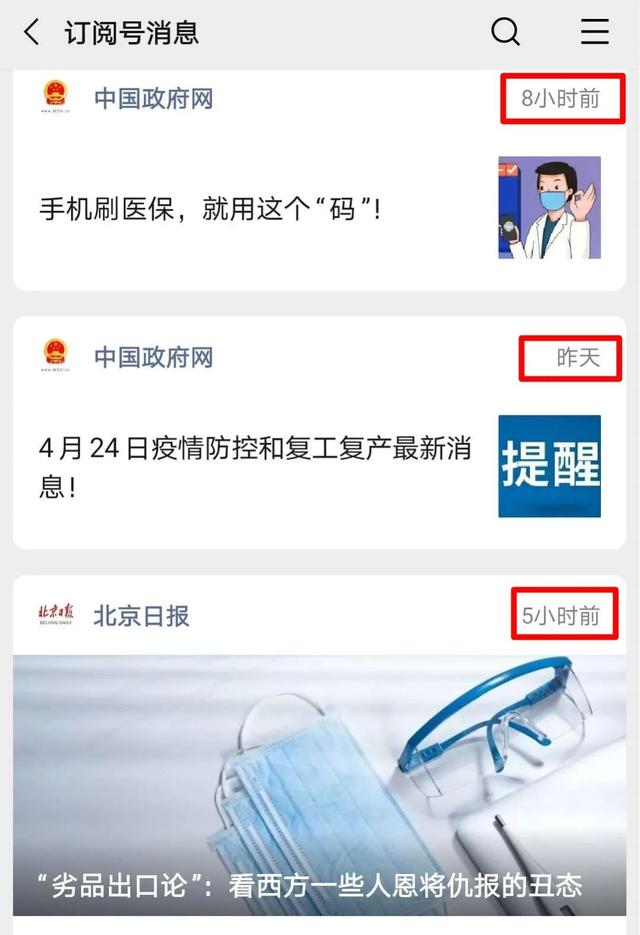 订阅号消息
中国政府网
8小时前
手机刷医保，就用这个“码”！
中国政府网
昨天
4月24日疫情防控和复工复产最新消
息！
提醒
北京日报
北京日报
BEIJING DAILY
5小时前
“劣品出口论”：看西方一些人恩将仇报的丑态